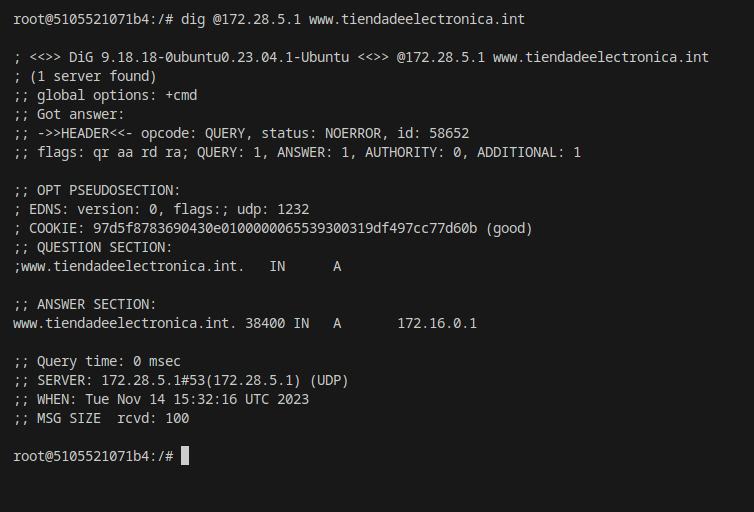 root@5105521071b4:/# dig @172.28.5.1 www.tiendadeelectronica.int
; <<>> DiG 9.18.18-0ubuntu0.23.04.1-Ubuntu <<>> @172.28.5.1 www.tiendadeelectronica.int
; (1 server found)
;; global options: +cmd
;; Got answer:
;; ->>HEADER<<- opcode: QUERY, status: NOERROR, id: 58652
;; flags: qr aa rd ra; QUERY: 1, ANSWER: 1, AUTHORITY: 0, ADDITIONAL: 1
;; OPT PSEUDOSECTION:
; EDNS: version: 0, flags:; udp: 1232
; COOKIE: 97d5f8783690430e0100000065539300319df497cc77d60b (good)
;; QUESTION SECTION:
;www.tiendadeelectronica.int.   IN      A
;; ANSWER SECTION:
www.tiendadeelectronica.int. 38400 IN   A       172.16.0.1
;; Query time: 0 msec
;; SERVER: 172.28.5.1#53(172.28.5.1) (UDP)
;; WHEN: Tue Nov 14 15:32:16 UTC 2023
;; MSG SIZE  rcvd: 100
root@5105521071b4:/#